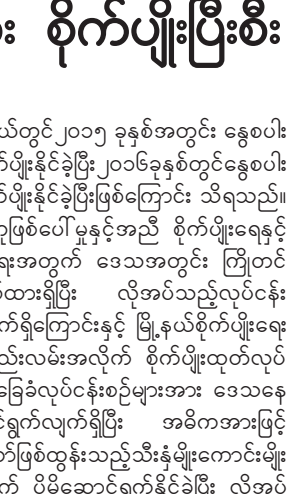 စိုက်ပျိုးပြီးစီး
ယ်တွင်၂၀၁၅ ခုနှစ်အတွင်း နွေစပါး
က်ပျိုးနိုင်ခဲ့ပြီး၂၀၁၆ခုနှစ်တွင်နွေစပါး
က်ပျိုးနိုင်ခဲ့ပြီးဖြစ်ကြောင်း သိရသည်။
ဖြစ်ပေါ်မှုနှင့်အညီ စိုက်ပျိုးရေနှင့်
ရေးအတွက် ဒေသအတွင်း ကြိုတင်
ထားရှိပြီး လိုအပ်သည့်လုပ်ငန်း
က်ရှိကြောင်းနှင့် မြို့နယ်စိုက်ပျိုးရေး
ည်းလမ်းအလိုက် စိုက်ပျိုးထုတ်လုပ်
ခြေခံလုပ်ငန်းစဉ်များအား ဒေသနေ
င်ရွက်လျက်ရှိပြီး အဓိကအားဖြင့်
တ်ဖြစ်ထွန်းသည့်သီးနှံမျိုးကောင်းမျိုး
က် ပိုမိုဆောင်ရွက်နိုင်ခဲ့ပြီး လိုအပ်